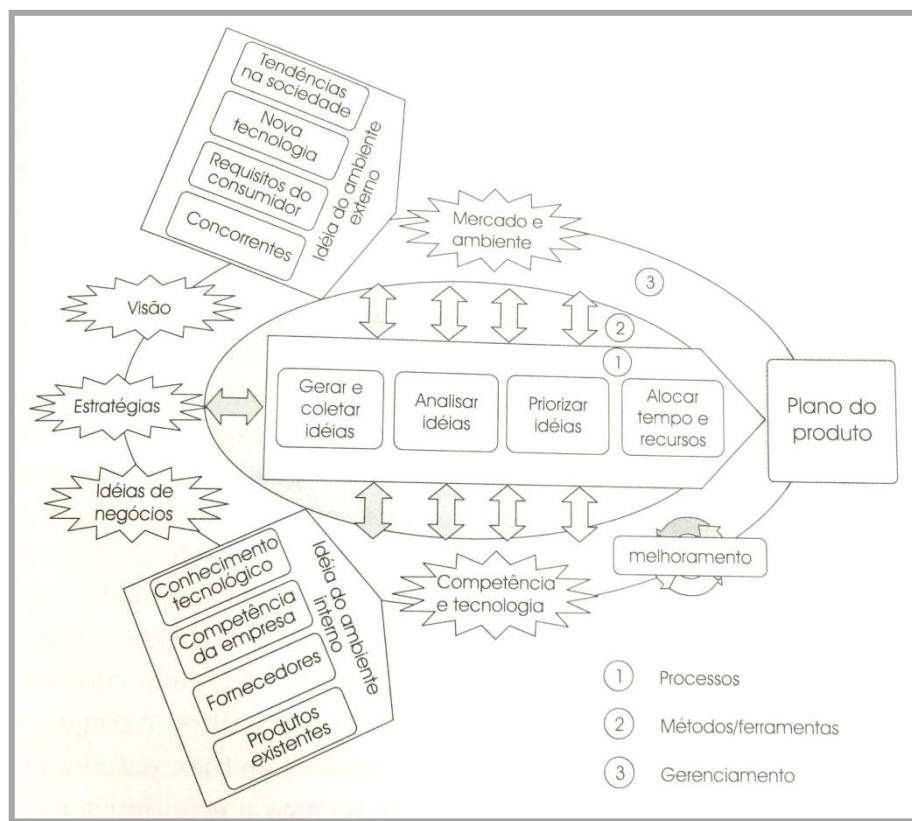 Tendências
na sociedade
Nova
tecnologia
Requisitos do
consumidor
Concorrentes
Idéia do ambiente
externo
Mercado e
ambiente
3
Visão
2
1
Estratégias
Gerar e
coletar
idéias
Analisar
idéias
Priorizar
idéias
Alocar
tempo e
recursos
Plano do
produto
Idéias de
negócios
Conhecimento
tecnológico
Competência
da empresa
Fornecedores
Produtos
existentes
Idéia do ambiente
interno
Competência
e tecnologia
melhoramento
1 Processos
2 Métodos/ferramentas
3 Gerenciamento